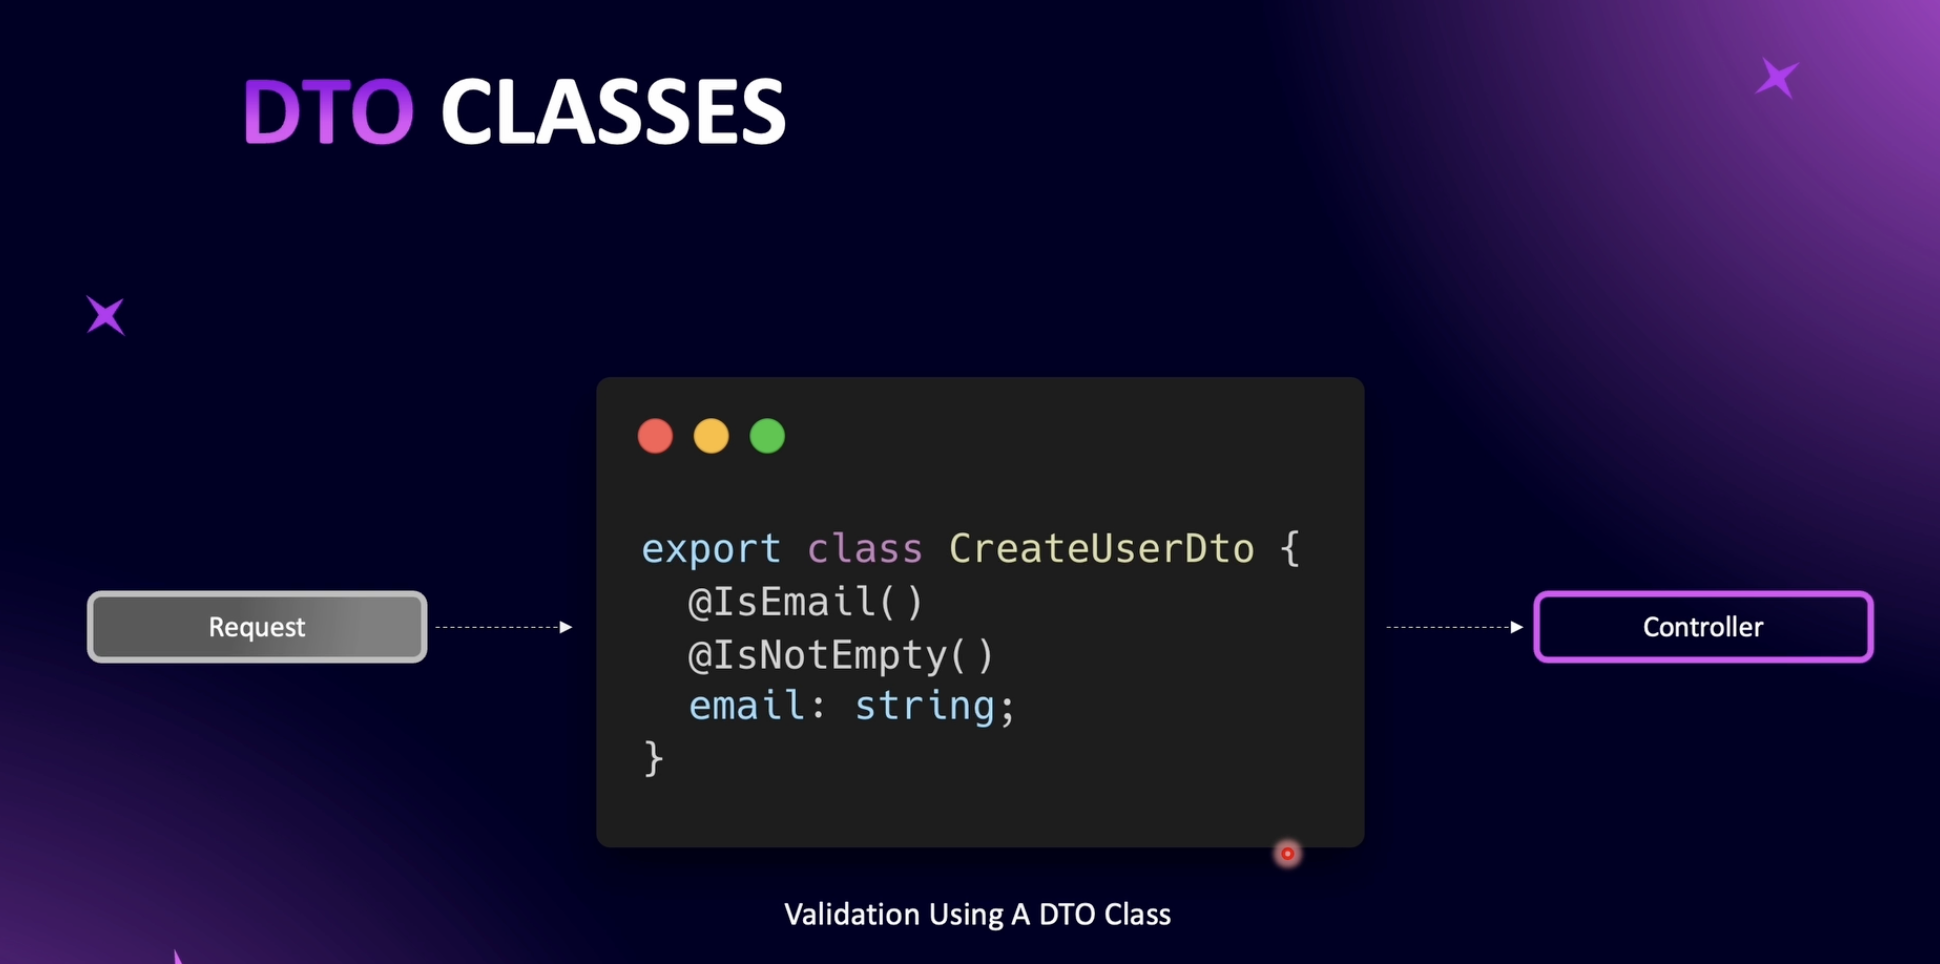 DTO CLASSES
export class CreateUserDto {
@IsEmail()
@IsNotEmpty()
email: string;
}
Request
Controller
Validation Using A DTO Class